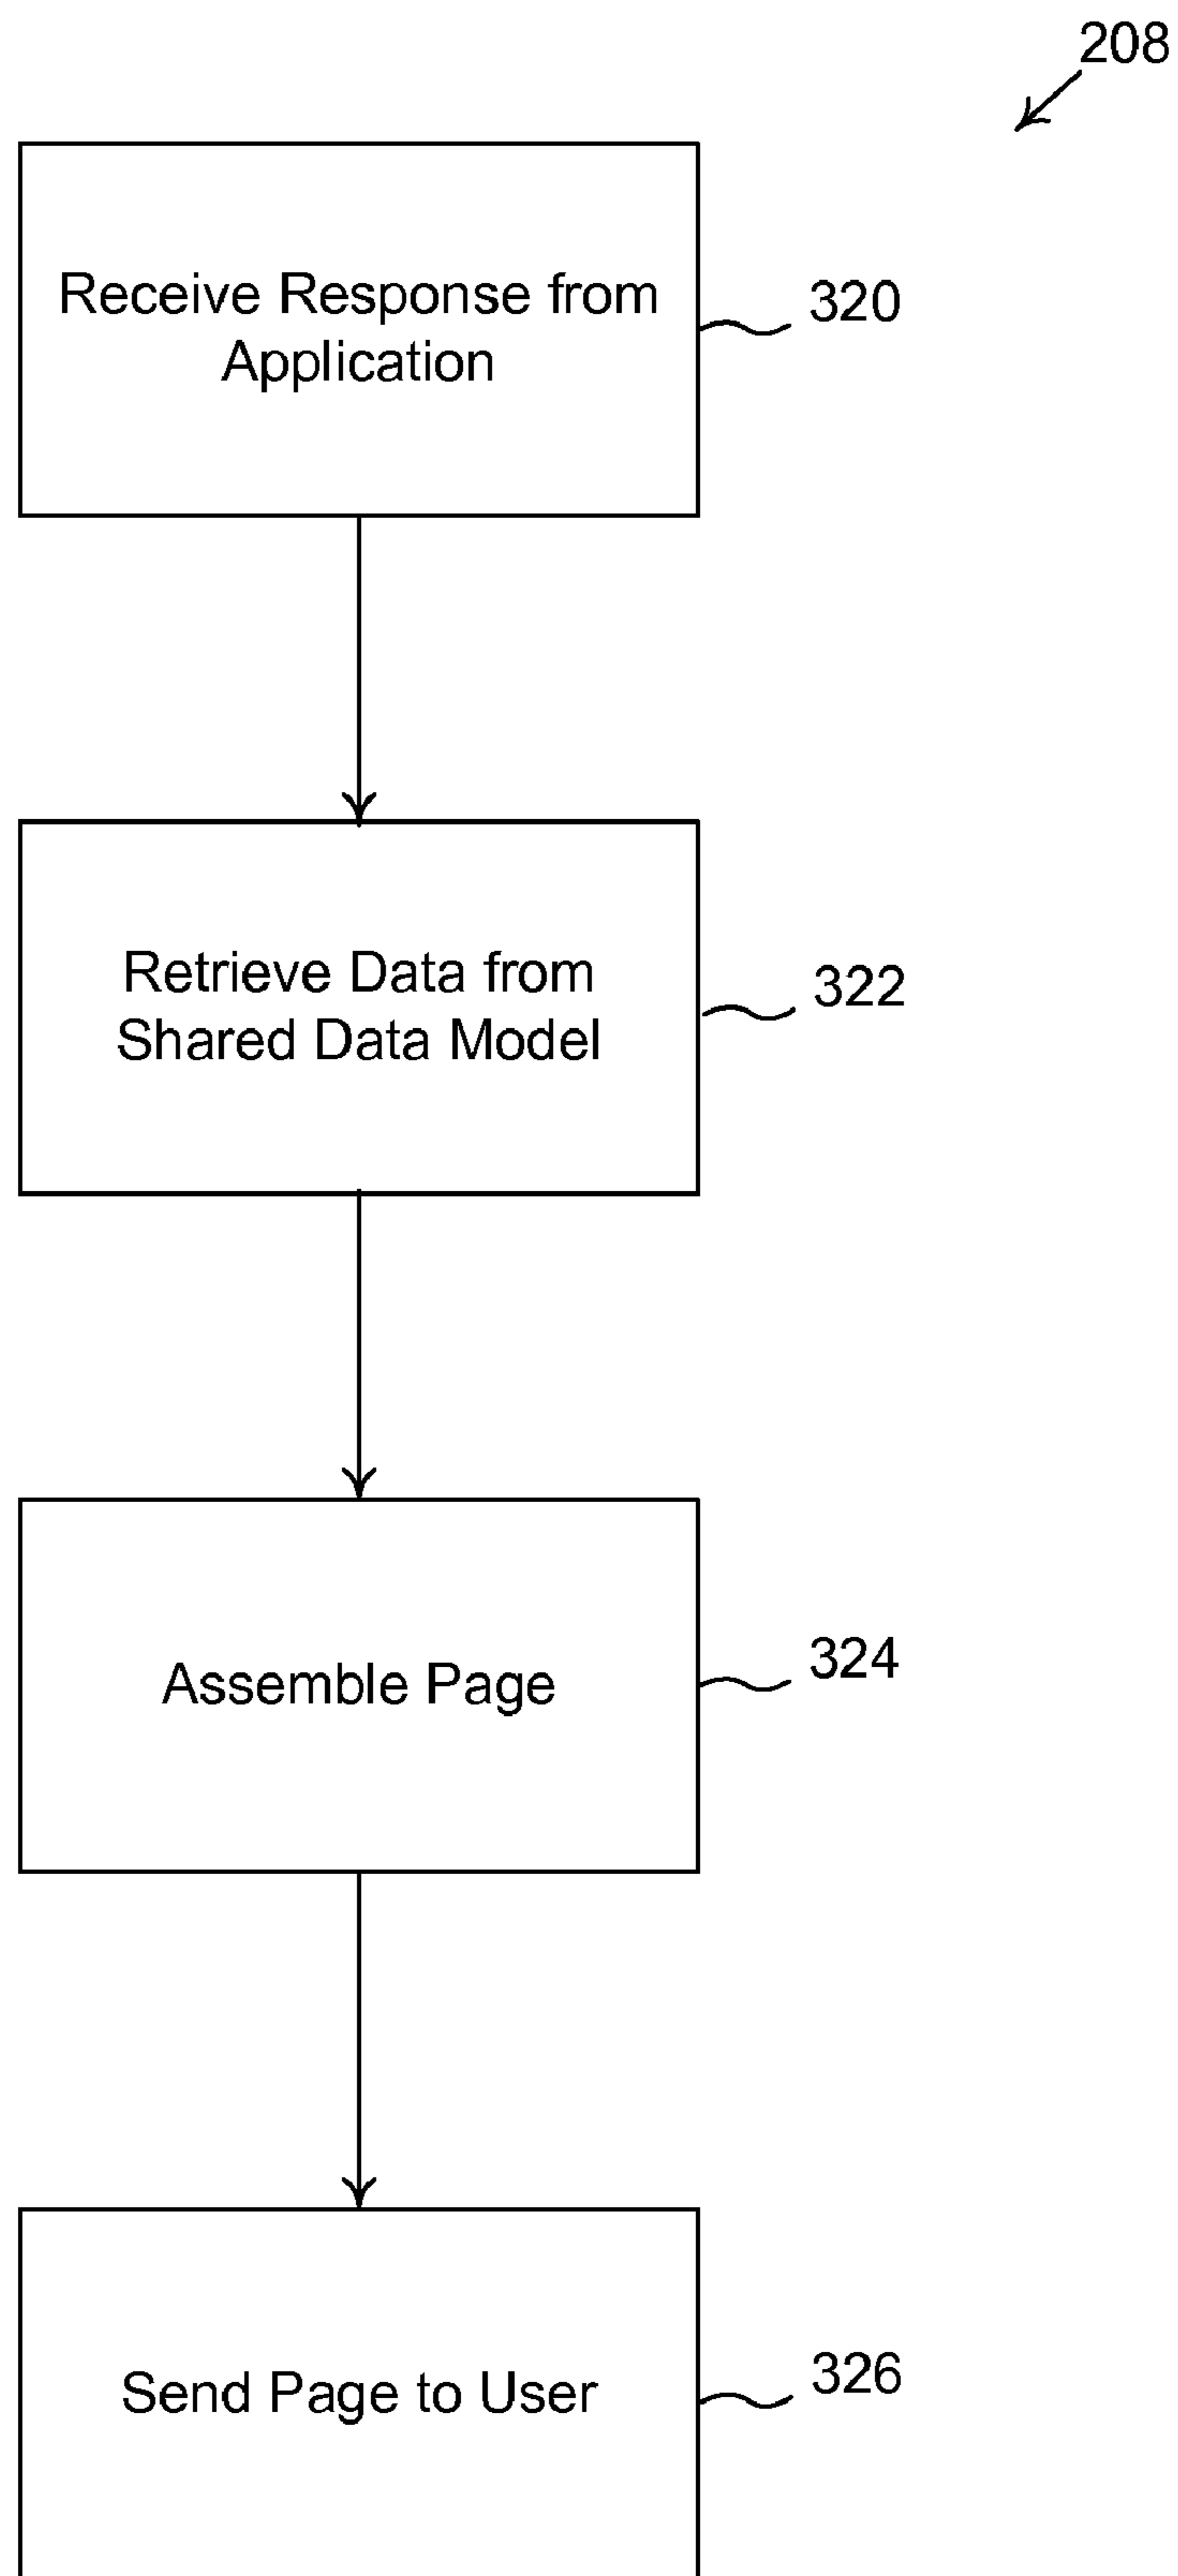 208
Receive Response from
Application
320
Retrieve Data from
Shared Data Model
322
Assemble Page
324
Send Page to User
326